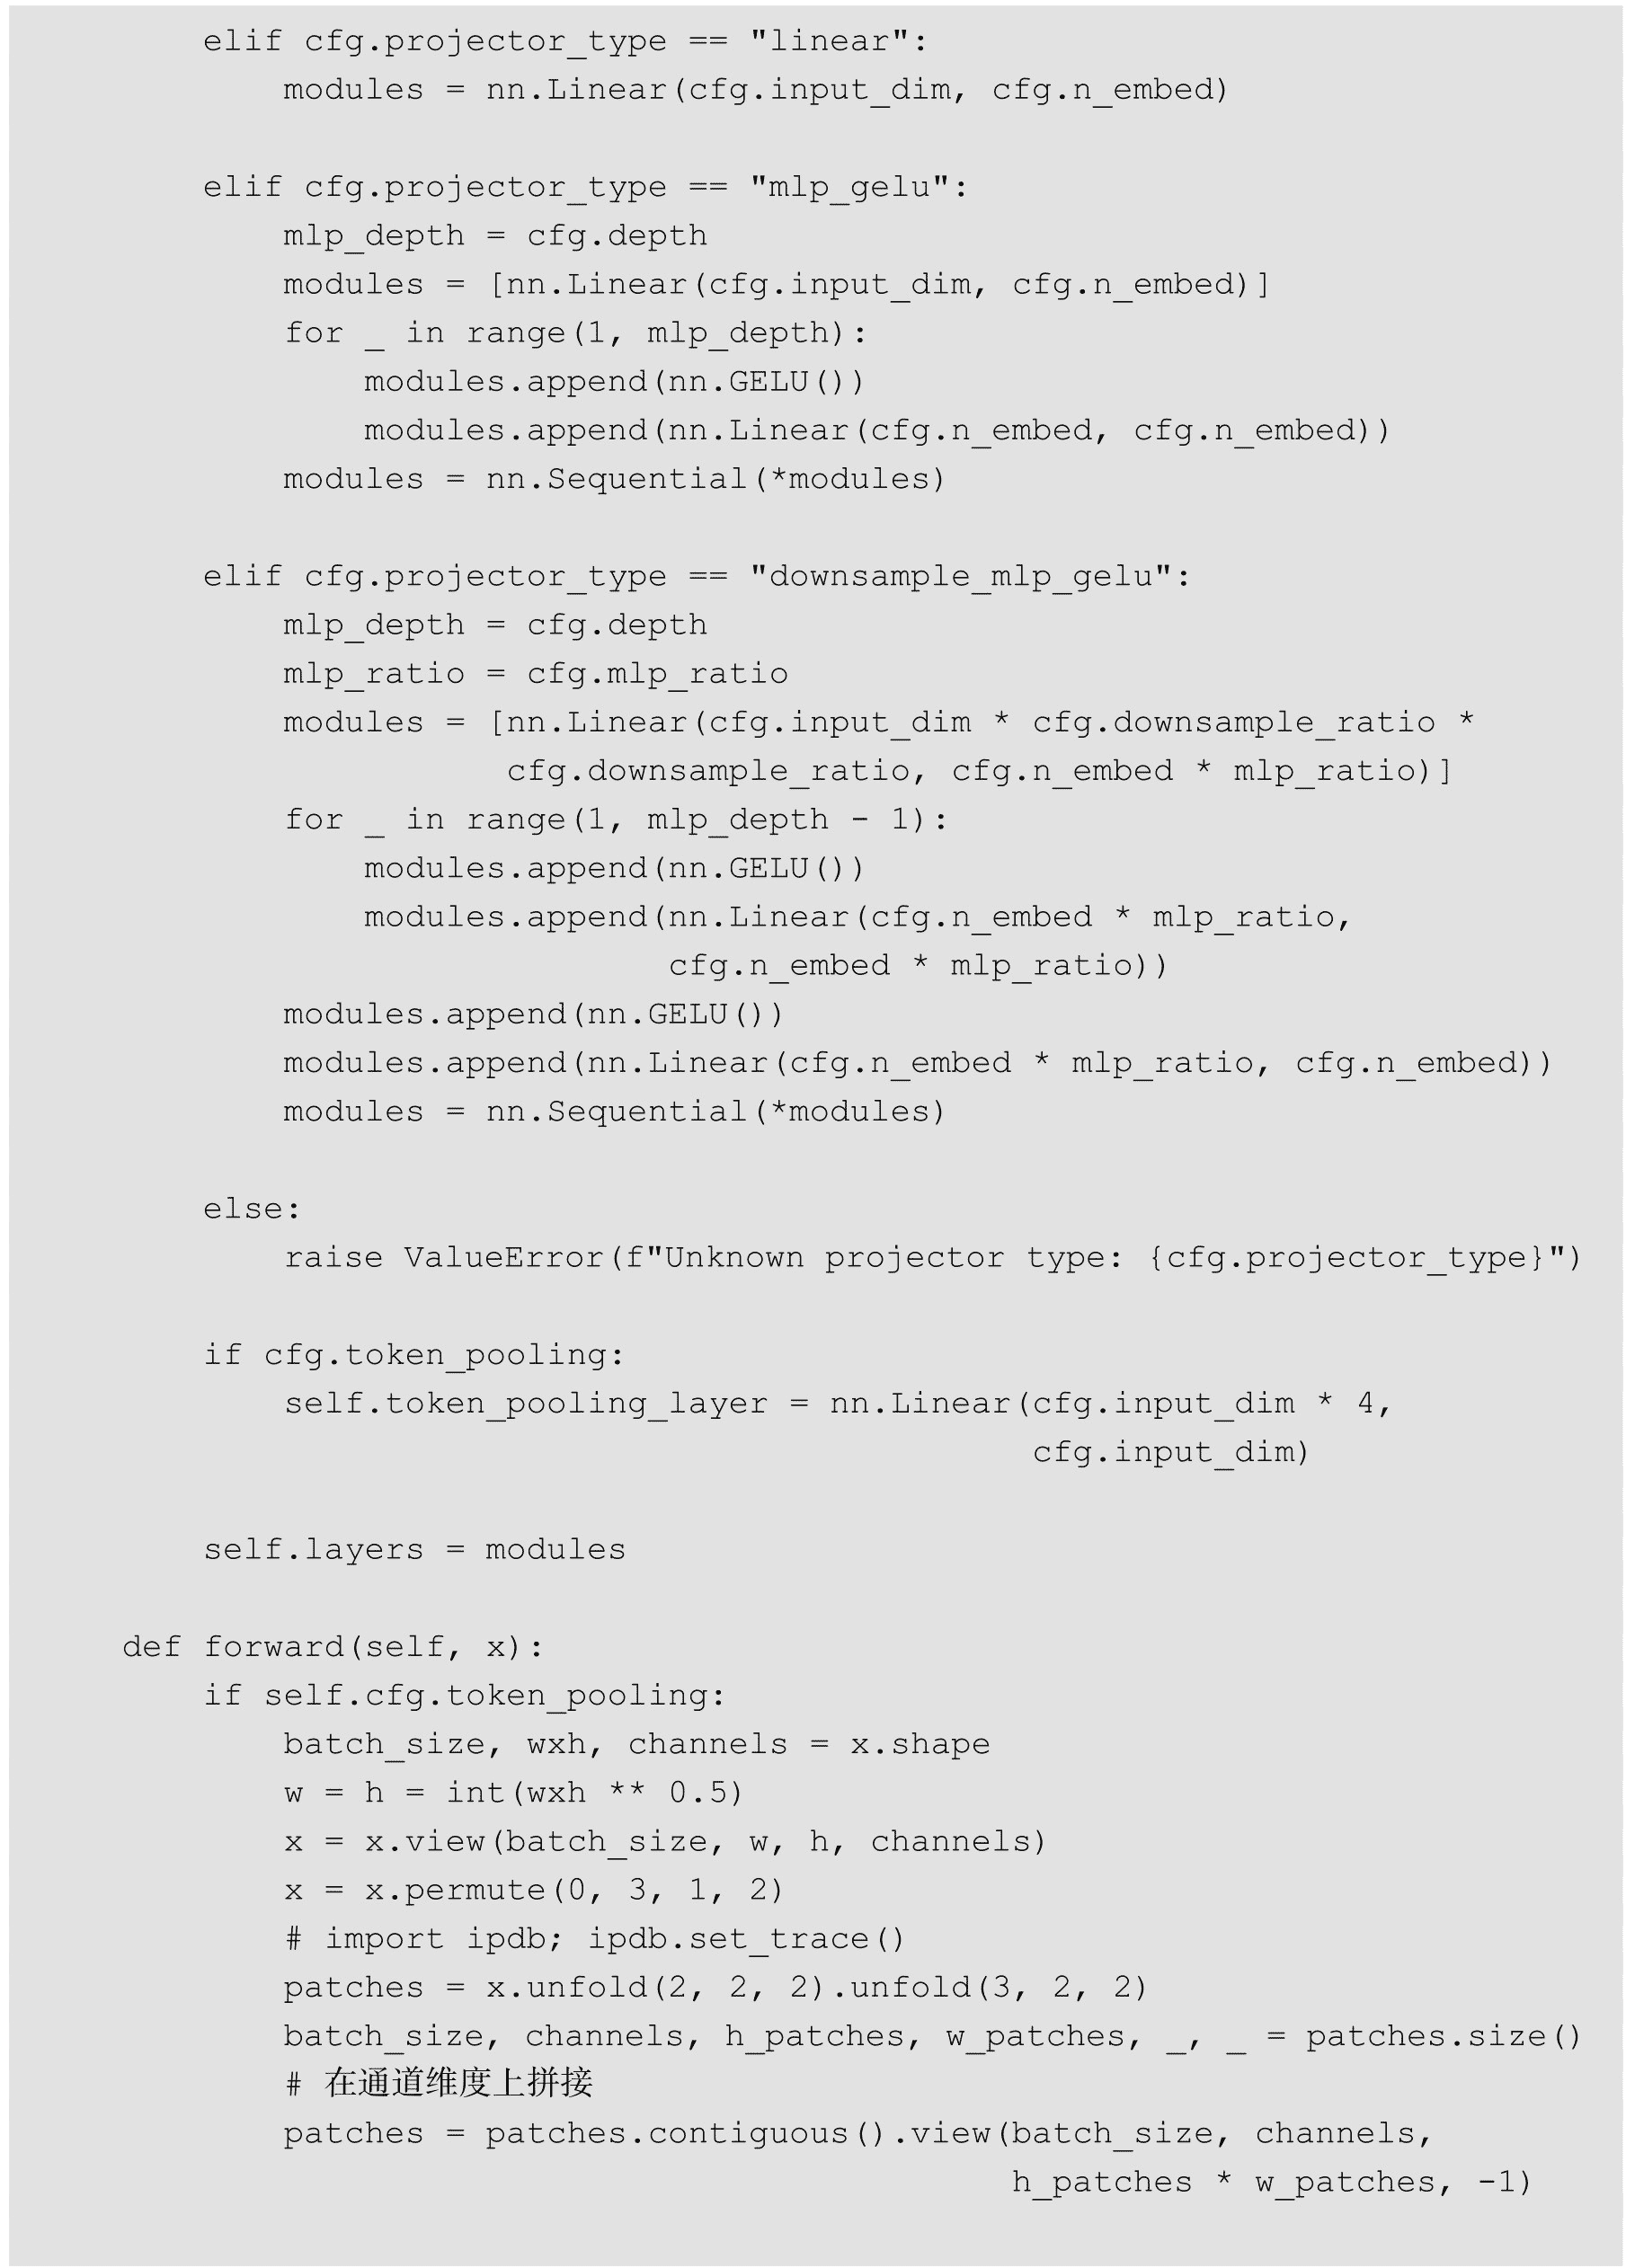 elif cfg.projector_type == "linear":
modules = nn.Linear(cfg.input_dim, cfg.n_embed)
elif cfg.projector_type == "mlp_gelu":
mlp_depth = cfg.depth
modules = [nn.Linear(cfg.input_dim, cfg.n_embed)]
for _ in range(1, mlp_depth):
modules.append(nn.GELU())
modules.append(nn.Linear(cfg.n_embed, cfg.n_embed))
modules = nn.Sequential(*modules)
elif cfg.projector_type == "downsample_mlp_gelu":
mlp_depth = cfg.depth
mlp_ratio = cfg.mlp_ratio
modules = [nn.Linear(cfg.input_dim * cfg.downsample_ratio *
cfg.downsample_ratio, cfg.n_embed * mlp_ratio)]
for _ in range(1, mlp_depth - 1):
modules.append(nn.GELU())
modules.append(nn.Linear(cfg.n_embed * mlp_ratio,
cfg.n_embed * mlp_ratio))
modules.append(nn.GELU())
modules.append(nn.Linear(cfg.n_embed * mlp_ratio, cfg.n_embed))
modules = nn.Sequential(*modules)
else:
raise ValueError(f"Unknown projector type: {cfg.projector_type}")
if cfg.token_pooling:
self.token_pooling_layer = nn.Linear(cfg.input_dim * 4,
cfg.input_dim)
self.layers = modules
def forward(self, x):
if self.cfg.token_pooling:
batch_size, wxh, channels = x.shape
w = h = int(wxh ** 0.5)
x = x.view(batch_size, w, h, channels)
x = x.permute(0, 3, 1, 2)
# import ipdb; ipdb.set_trace()
patches = x.unfold(2, 2, 2).unfold(3, 2, 2)
batch_size, channels, h_patches, w_patches, _, _ = patches.size()
# 在通道维度上拼接
patches = patches.contiguous().view(batch_size, channels,
h_patches * w_patches, -1)